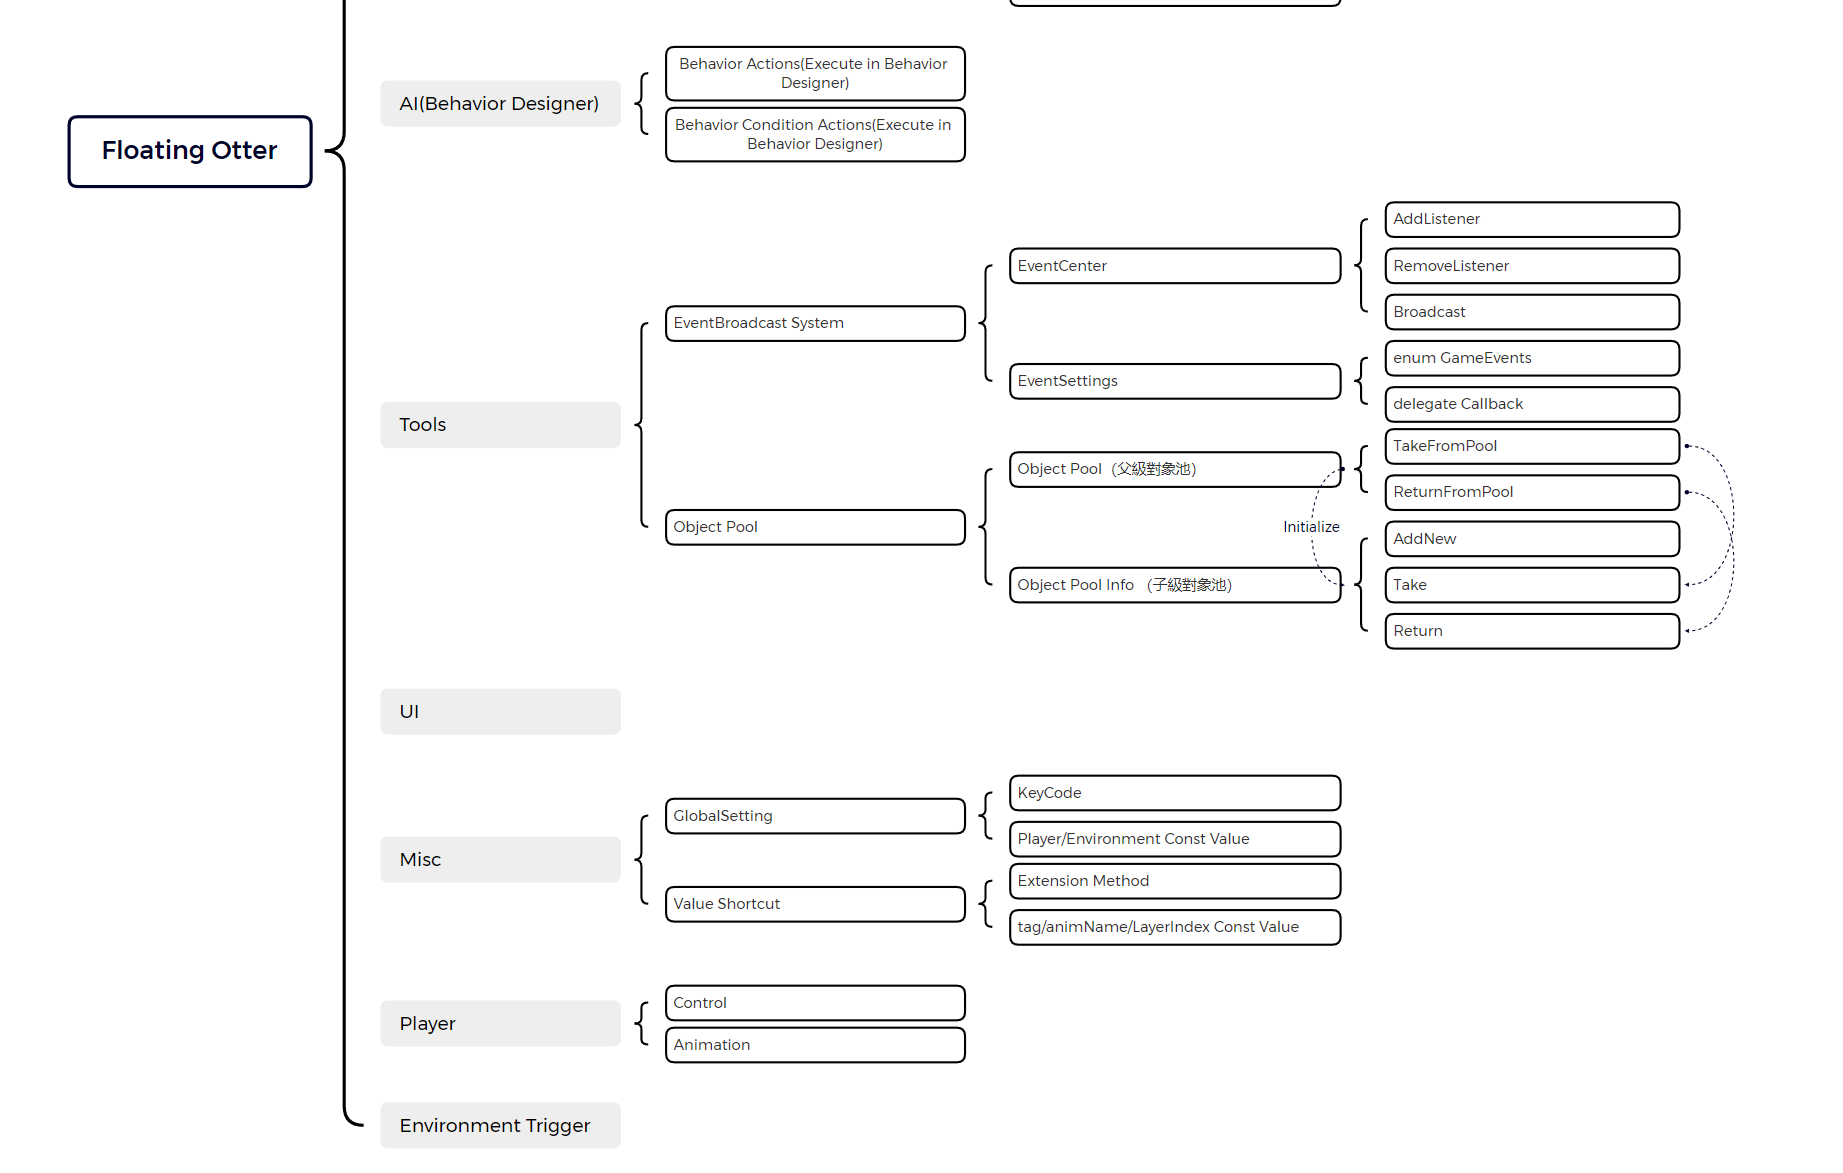 Floating Otter
AI(Behavior Designer)
Behavior Actions(Execute in Behavior
Designer)
Behavior Condition Actions(Execute in
Behavior Designer)
Tools
EventBroadcast System
EventCenter
AddListener
RemoveListener
Broadcast
EventSettings
enum GameEvents
delegate Callback
Object Pool
Object Pool（父級對象池）
TakeFromPool
ReturnFromPool
Initialize
Object Pool Info （子級對象池）
AddNew
Take
Return
UI
Misc
GlobalSetting
KeyCode
Player/Environment Const Value
Value Shortcut
Extension Method
tag/animName/LayerIndex Const Value
Player
Control
Animation
Environment Trigger